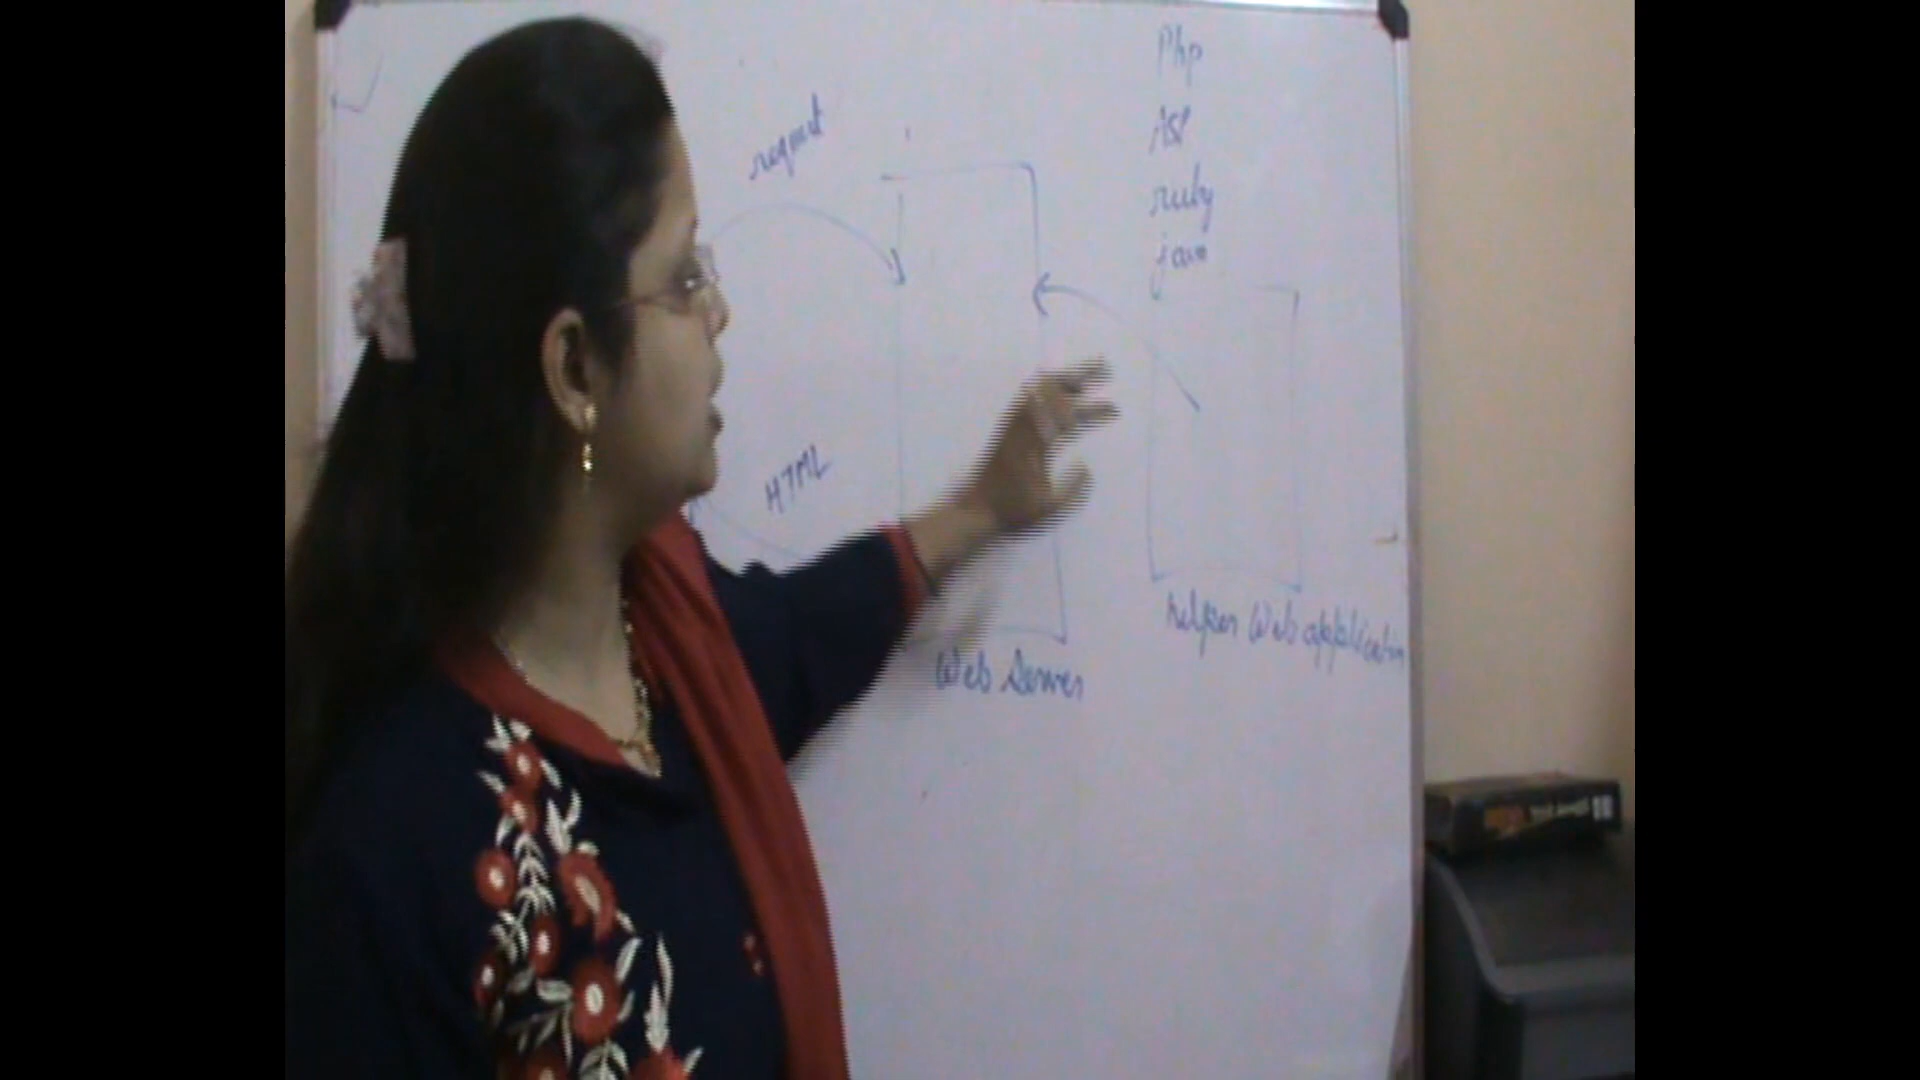 Php
ASP
ruby
java
request
HTML
Web Server
helper Web application